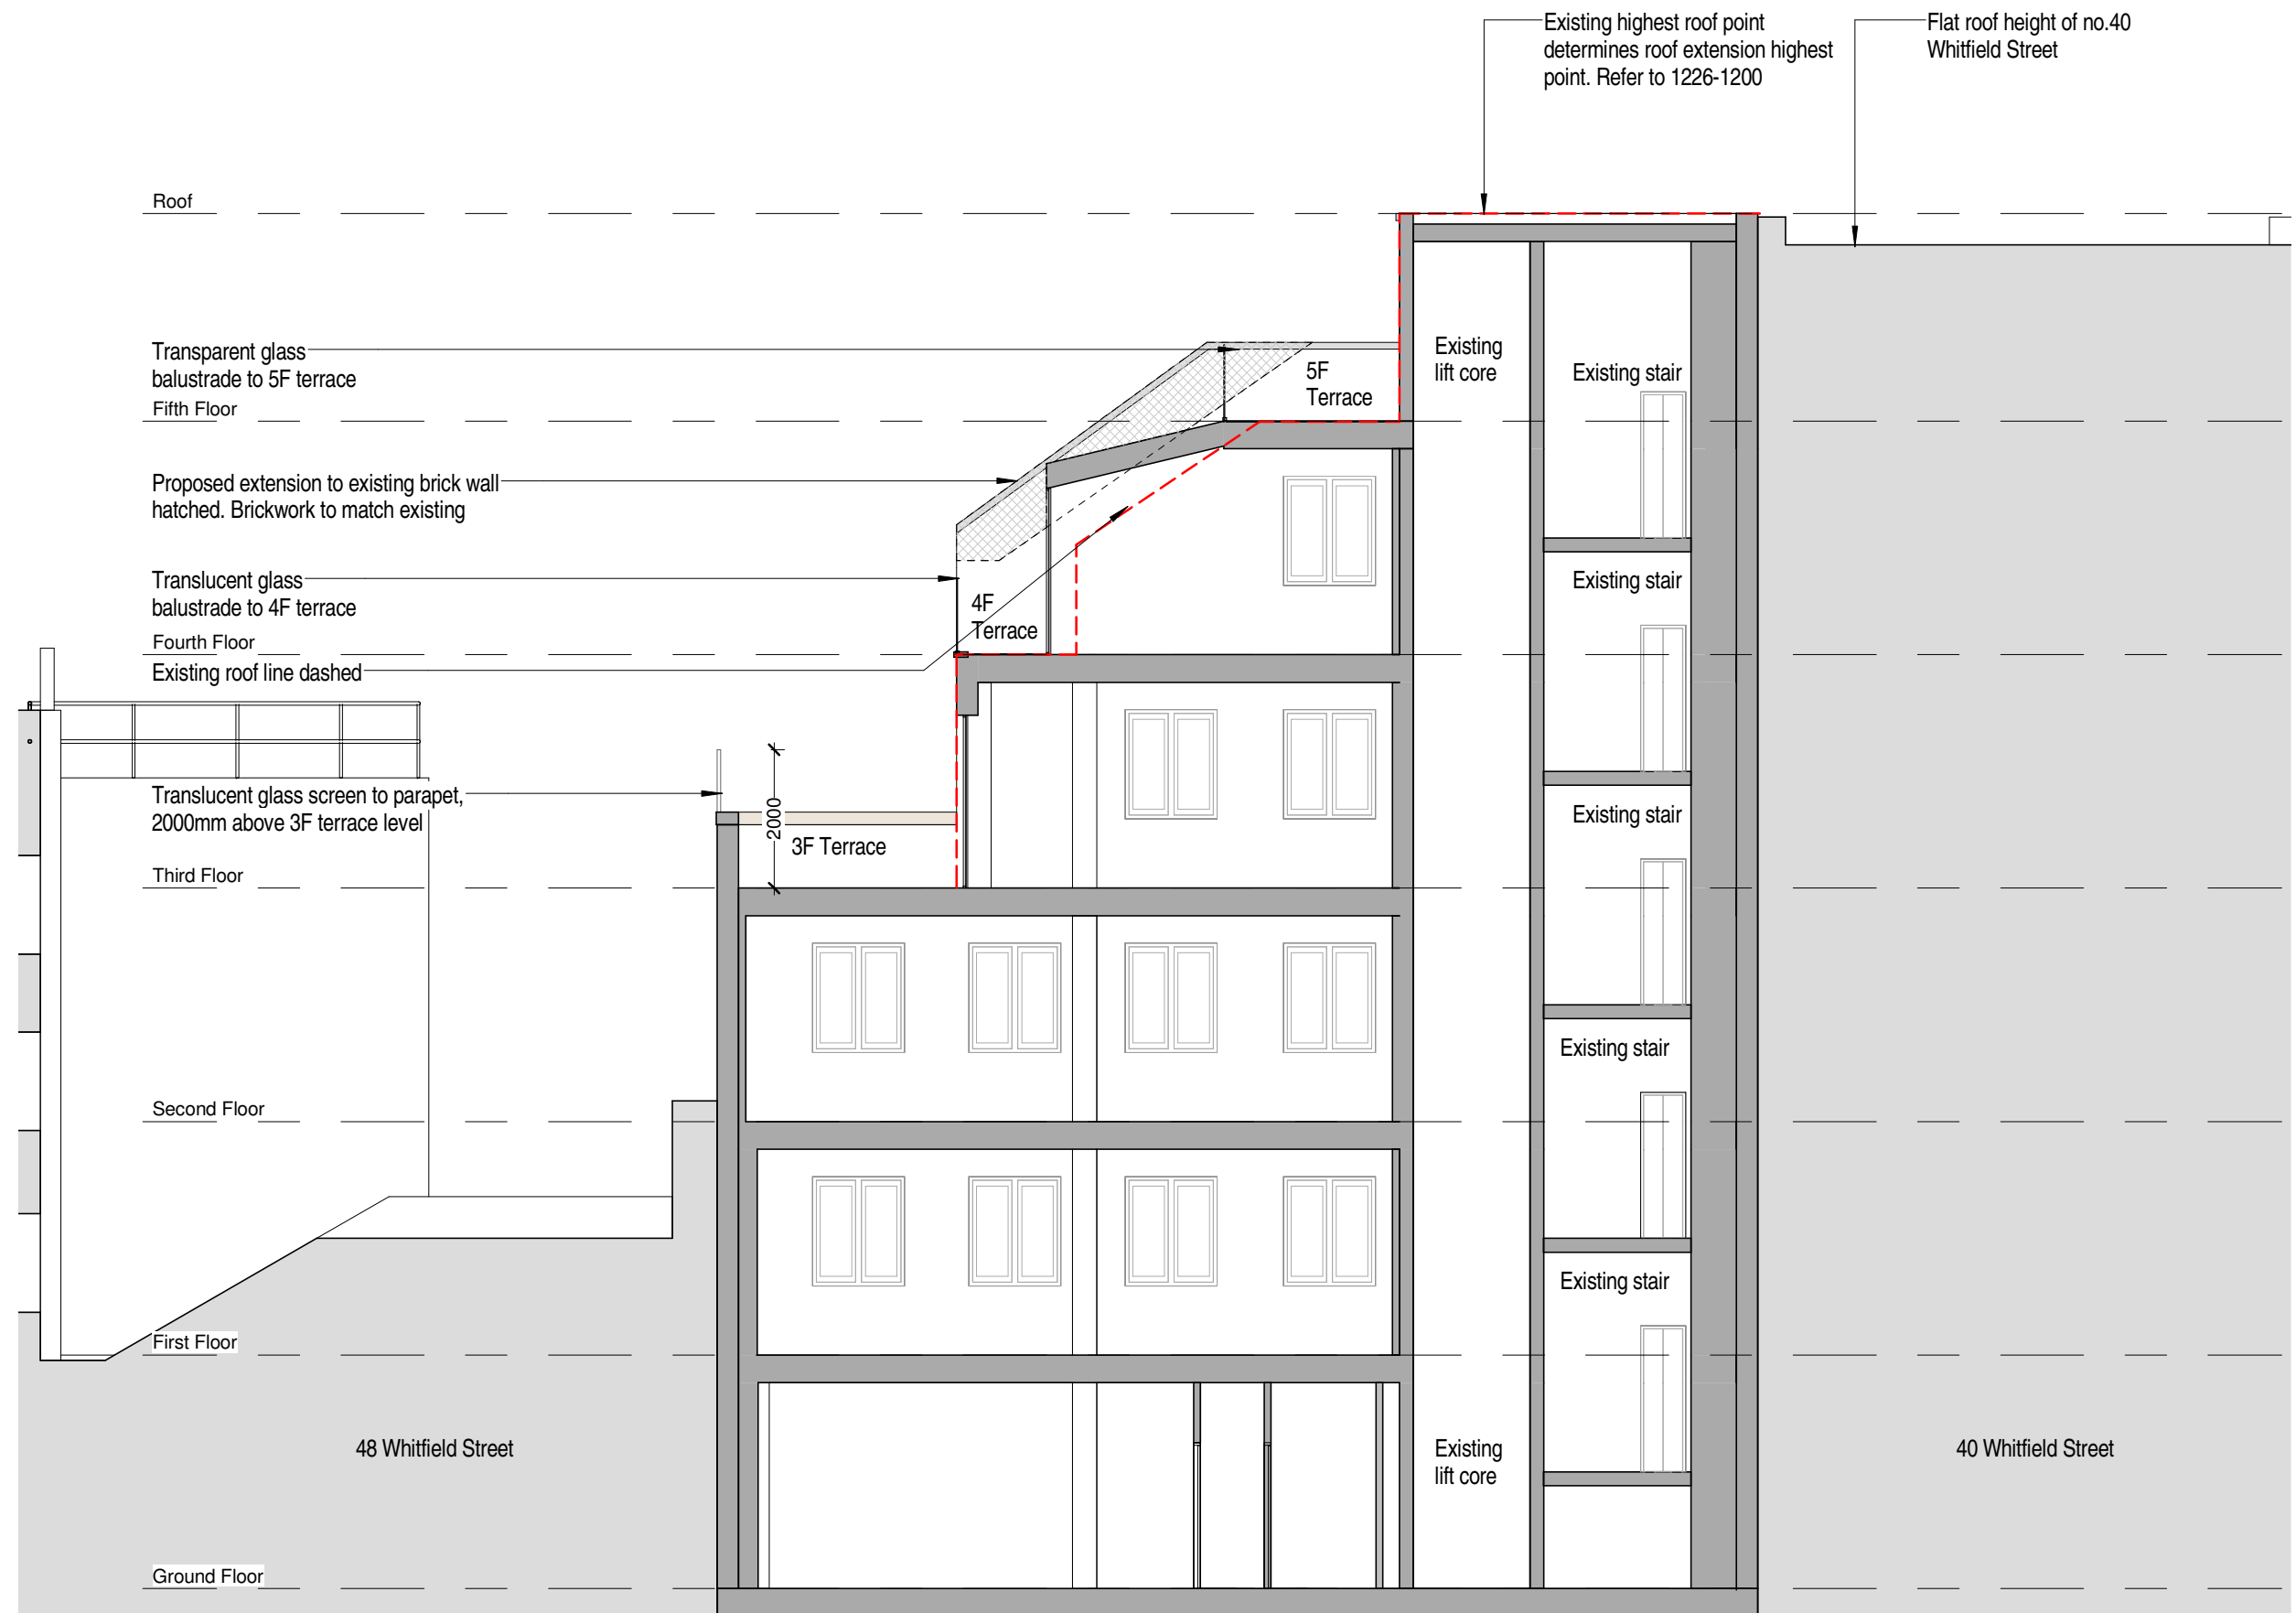 Existing highest roof point
determines roof extension highest
point. Refer to 1226-1200
Flat roof height of no.40
Whitfield Street
Roof
Transparent glass
balustrade to 5F terrace
Fifth Floor
Proposed extension to existing brick wall
hatched. Brickwork to match existing
Translucent glass
balustrade to 4F terrace
Fourth Floor
Existing roof line dashed
Translucent glass screen to parapet,
2000mm above 3F terrace level
Third Floor
Second Floor
First Floor
48 Whitfield Street
Ground Floor
2000
3F Terrace
4F
Terrace
5F
Terrace
Existing
lift core
Existing stair
Existing stair
Existing stair
Existing stair
Existing stair
Existing
lift core
40 Whitfield Street